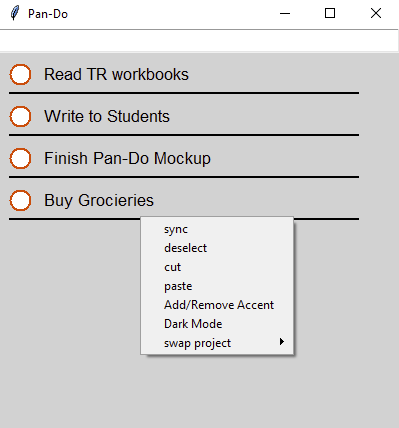 Pan-Do
Read TR workbooks
Write to Students
Finish Pan-Do Mockup
Buy Grocieries
sync
deselect
cut
paste
Add/Remove Accent
Dark Mode
swap project